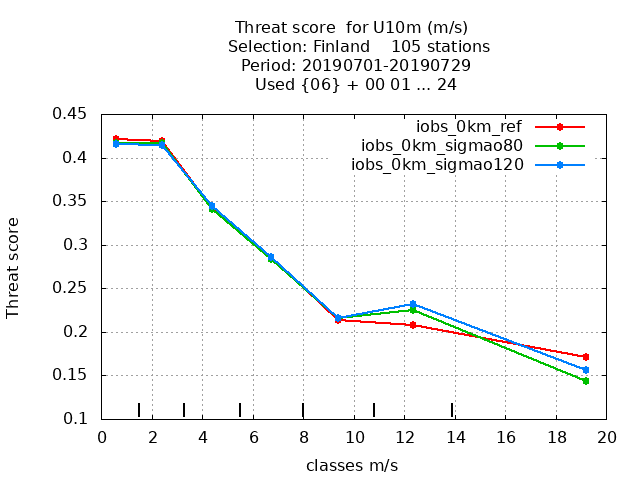 Threat score  for U10m (m/s)
Selection: Finland    105 stations
Period: 20190701-20190729
Used {06} + 00 01 ... 24
iobs_0km_ref
iobs_0km_sigmao80
iobs_0km_sigmao120
Threat score
0.45
0.4
0.35
0.3
0.25
0.2
0.15
0.1
0 2 4 6 8 10 12 14 16 18 20
classes m/s